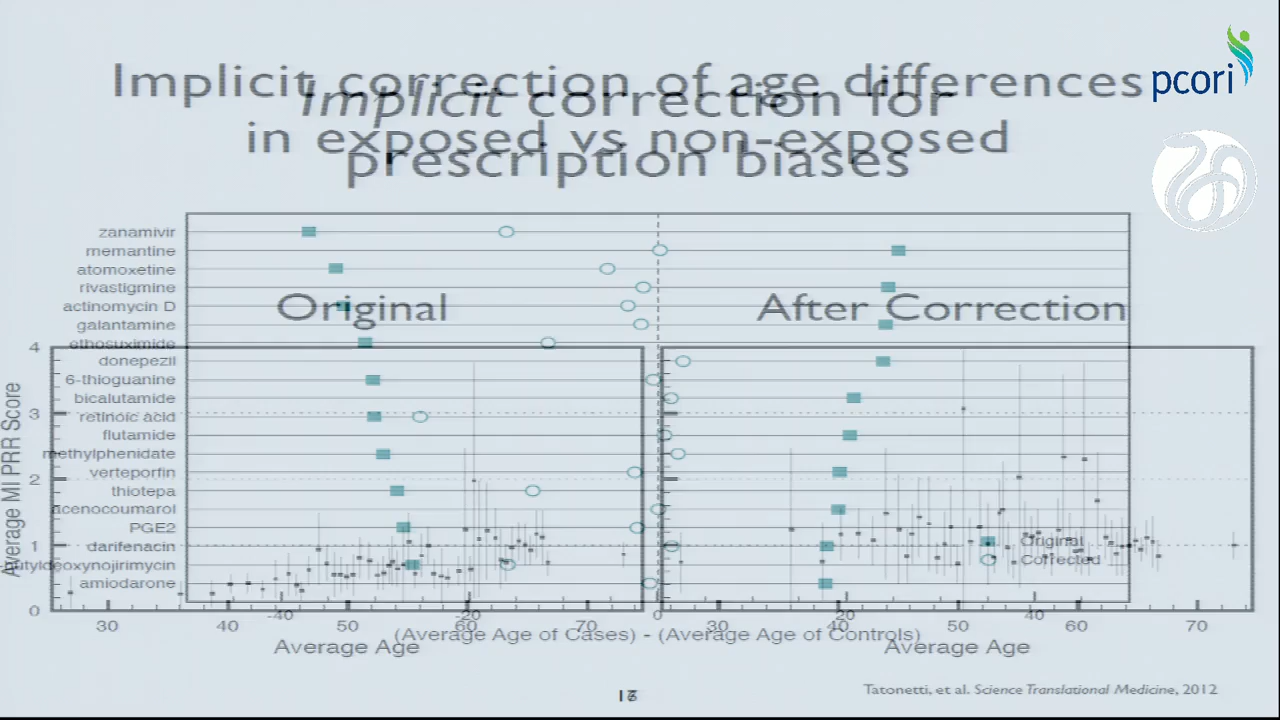 pcori
Implicit correction of age differences
in exposed vs non-exposed
Implicit correction for
prescription biases
zanamivir
memantine
atomoxetine
rivastigmine
actinomycin D
galantamine
ethosuximide
donepezil
6-thioguanine
bicalutamide
retinoic acid
flutamide
methylphenidate
verteporfin
thiotepa
acenocoumarol
PGE2
darifenacin
butyldeoxynojirimycin
amiodarone
Original
Corrected
-40 -20 0 20 40
(Average Age of Cases) - (Average Age of Controls)
Original
After Correction
Average MI PRR Score
4
3
2
1
0
30 40 50 60 70
Average Age
30 50 60 70
Average Age
Tatonetti, et al. Science Translational Medicine, 2012